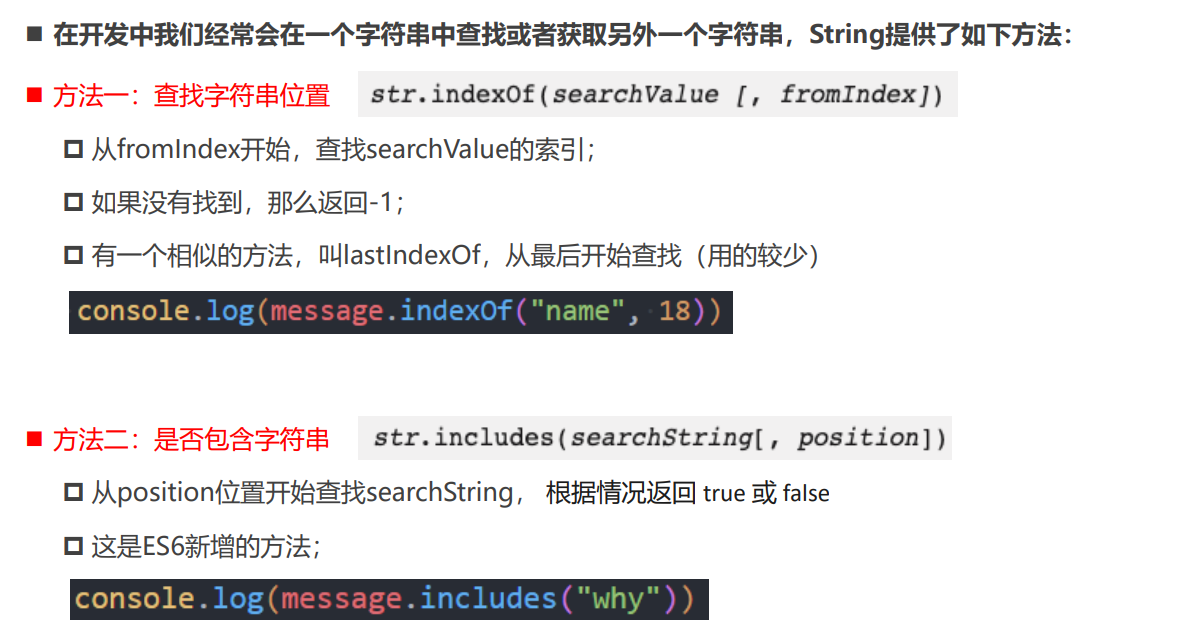 在开发中我们经常会在一个字符串中查找或者获取另外一个字符串，String提供了如下方法：
方法一：查找字符串位置 str.indexOf(searchValue [, fromIndex])
从fromIndex开始，查找searchValue的索引；
如果没有找到，那么返回-1；
有一个相似的方法，叫lastIndexOf，从最后开始查找（用的较少）
console.log(message.indexOf("name", 18))
方法二：是否包含字符串 str.includes(searchString[, position])
从position位置开始查找searchString， 根据情况返回 true 或 false
这是ES6新增的方法；
console.log(message.includes("why"))